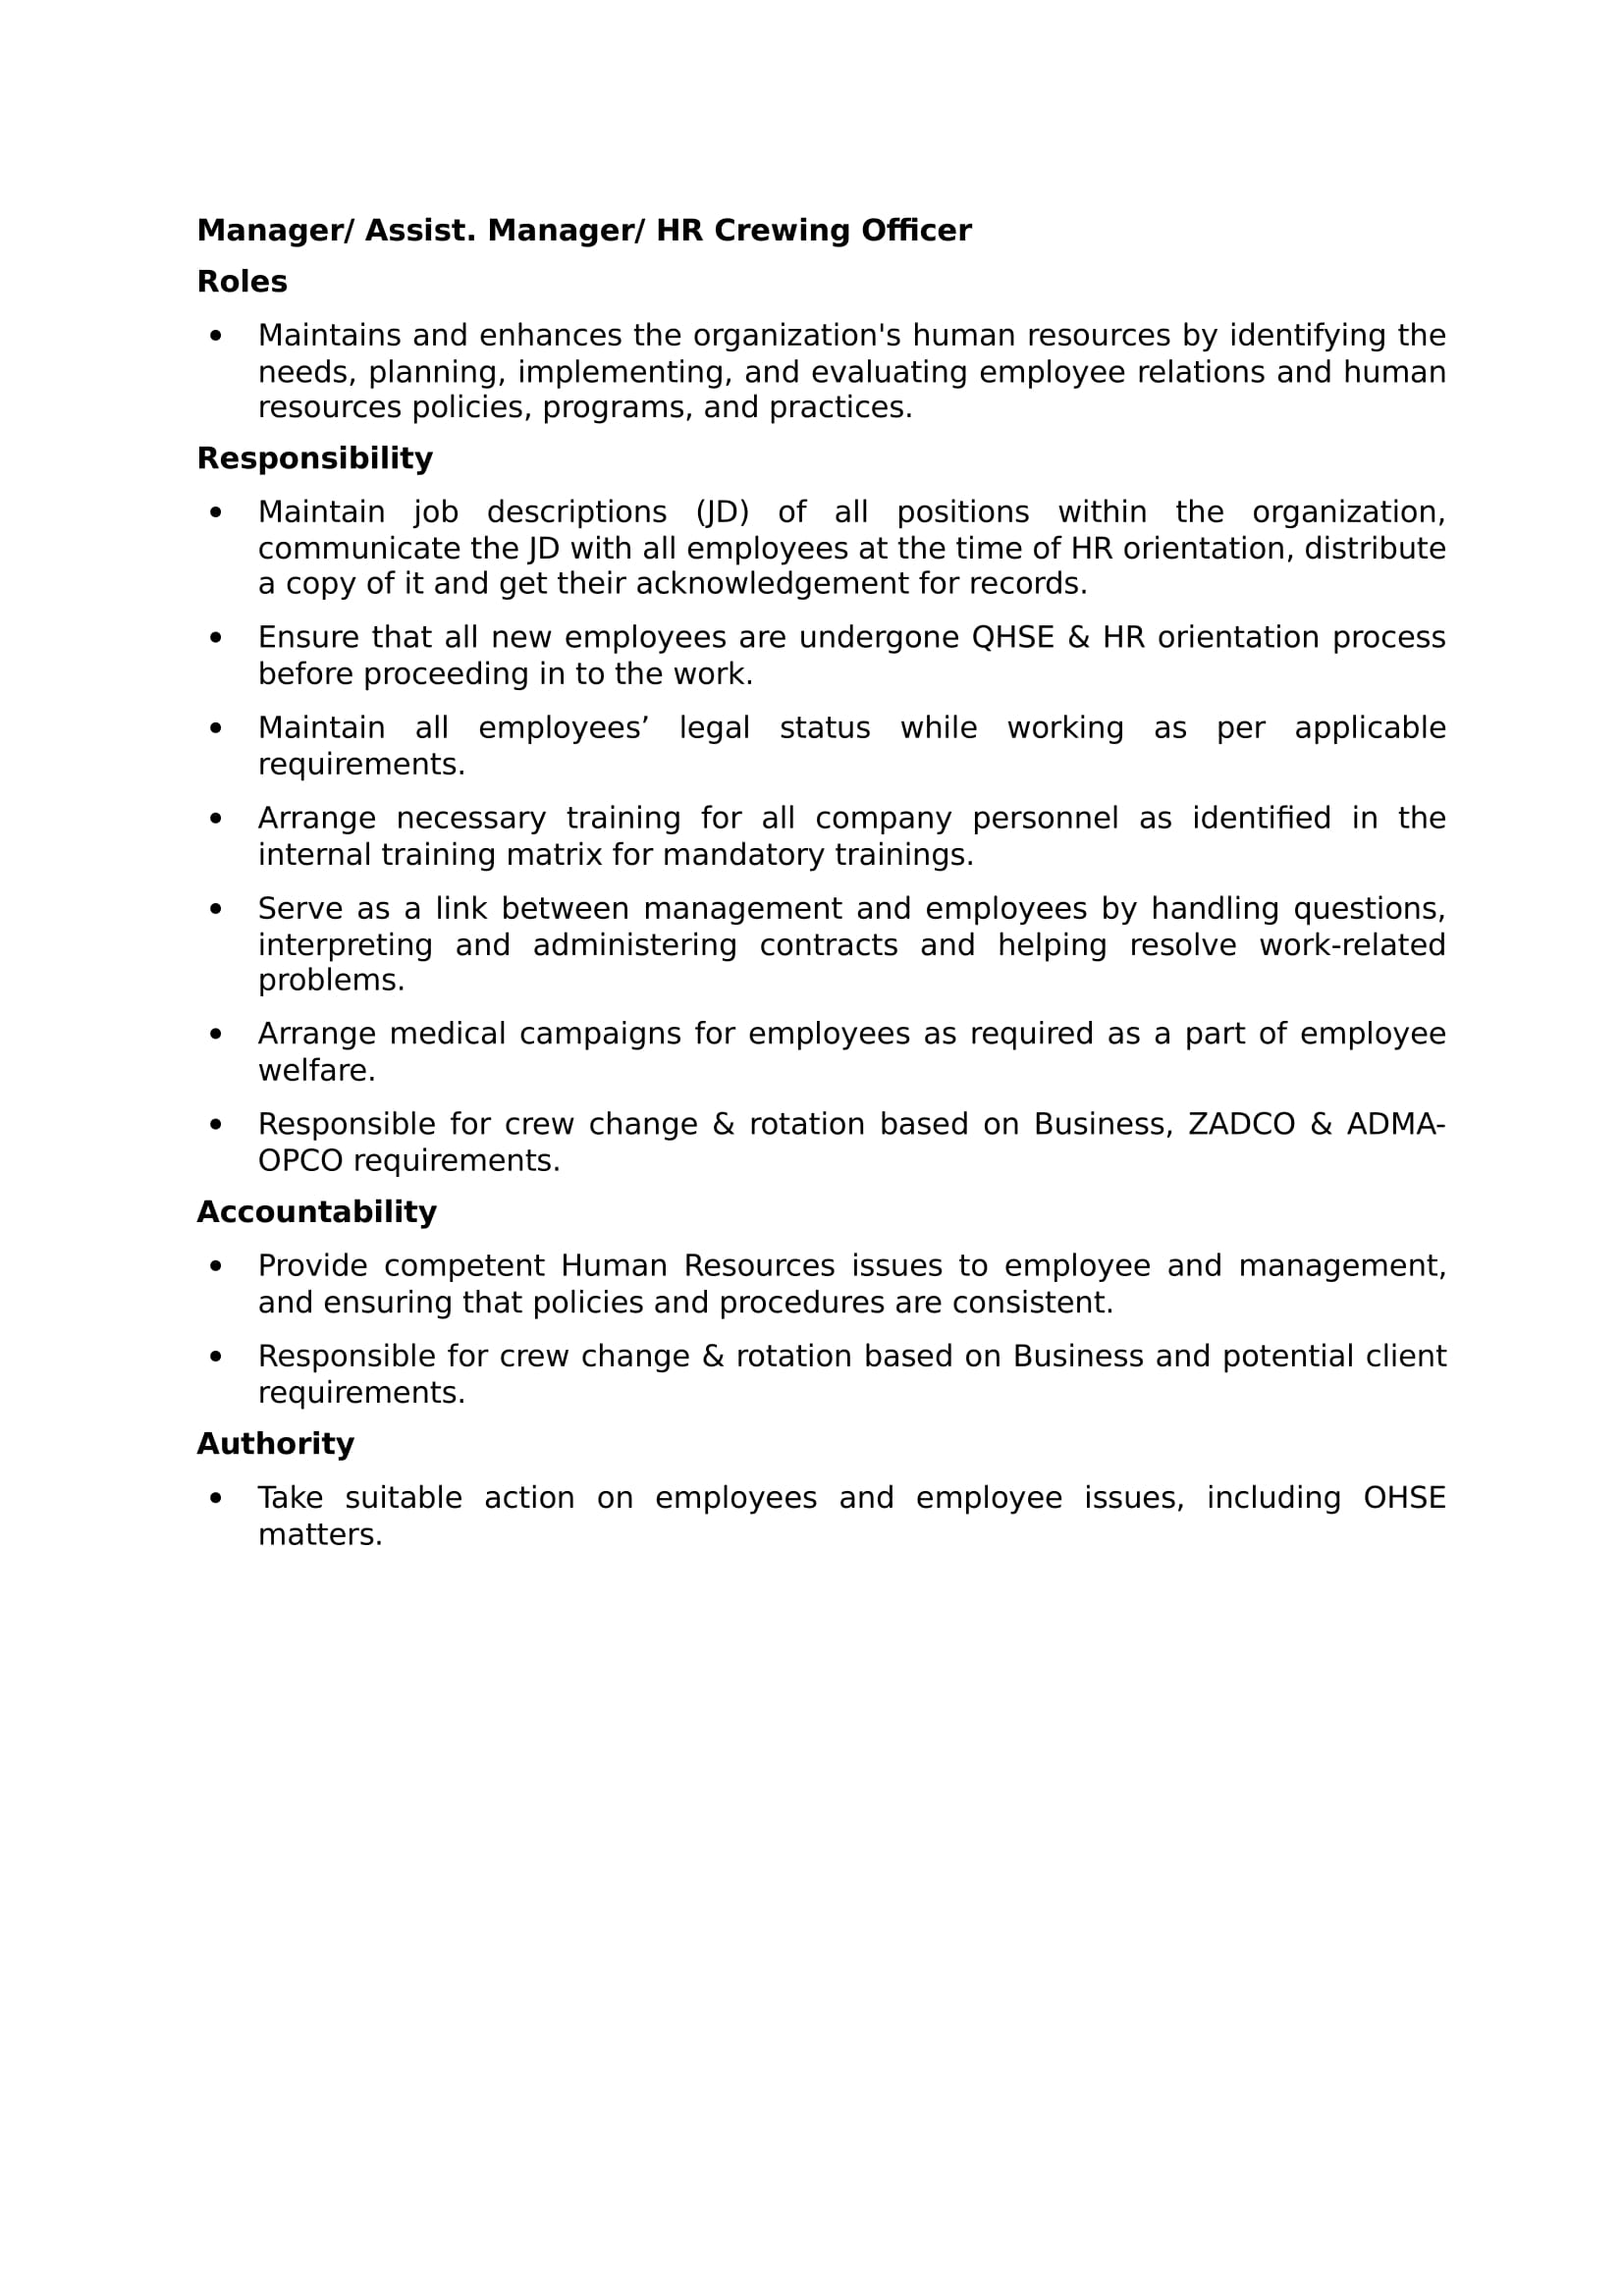 Manager/ Assist. Manager/ HR Crewing Officer
Roles
• Maintains and enhances the organization's human resources by identifying the
needs, planning, implementing, and evaluating employee relations and human
resources policies, programs, and practices.
Responsibility
• Maintain job descriptions (JD) of all positions within the organization,
communicate the JD with all employees at the time of HR orientation, distribute
a copy of it and get their acknowledgement for records.
• Ensure that all new employees are undergone QHSE & HR orientation process
before proceeding in to the work.
• Maintain all employees’ legal status while working as per applicable
requirements.
• Arrange necessary training for all company personnel as identified in the
internal training matrix for mandatory trainings.
• Serve as a link between management and employees by handling questions,
interpreting and administering contracts and helping resolve work-related
problems.
• Arrange medical campaigns for employees as required as a part of employee
welfare.
• Responsible for crew change & rotation based on Business, ZADCO & ADMA-
OPCO requirements.
Accountability
• Provide competent Human Resources issues to employee and management,
and ensuring that policies and procedures are consistent.
• Responsible for crew change & rotation based on Business and potential client
requirements.
Authority
• Take suitable action on employees and employee issues, including OHSE
matters.